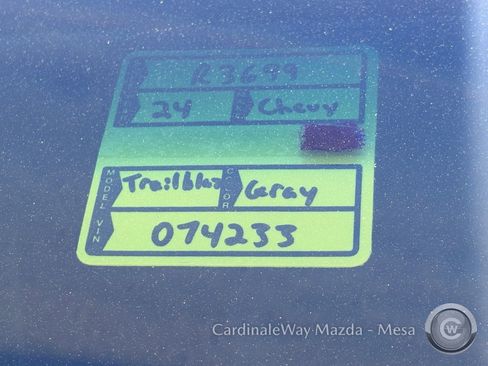 R3699
24 Chevy
MODEL Trailblaz COLOR Gray
VIN 074233
CardinaleWay Mazda - Mesa
CW